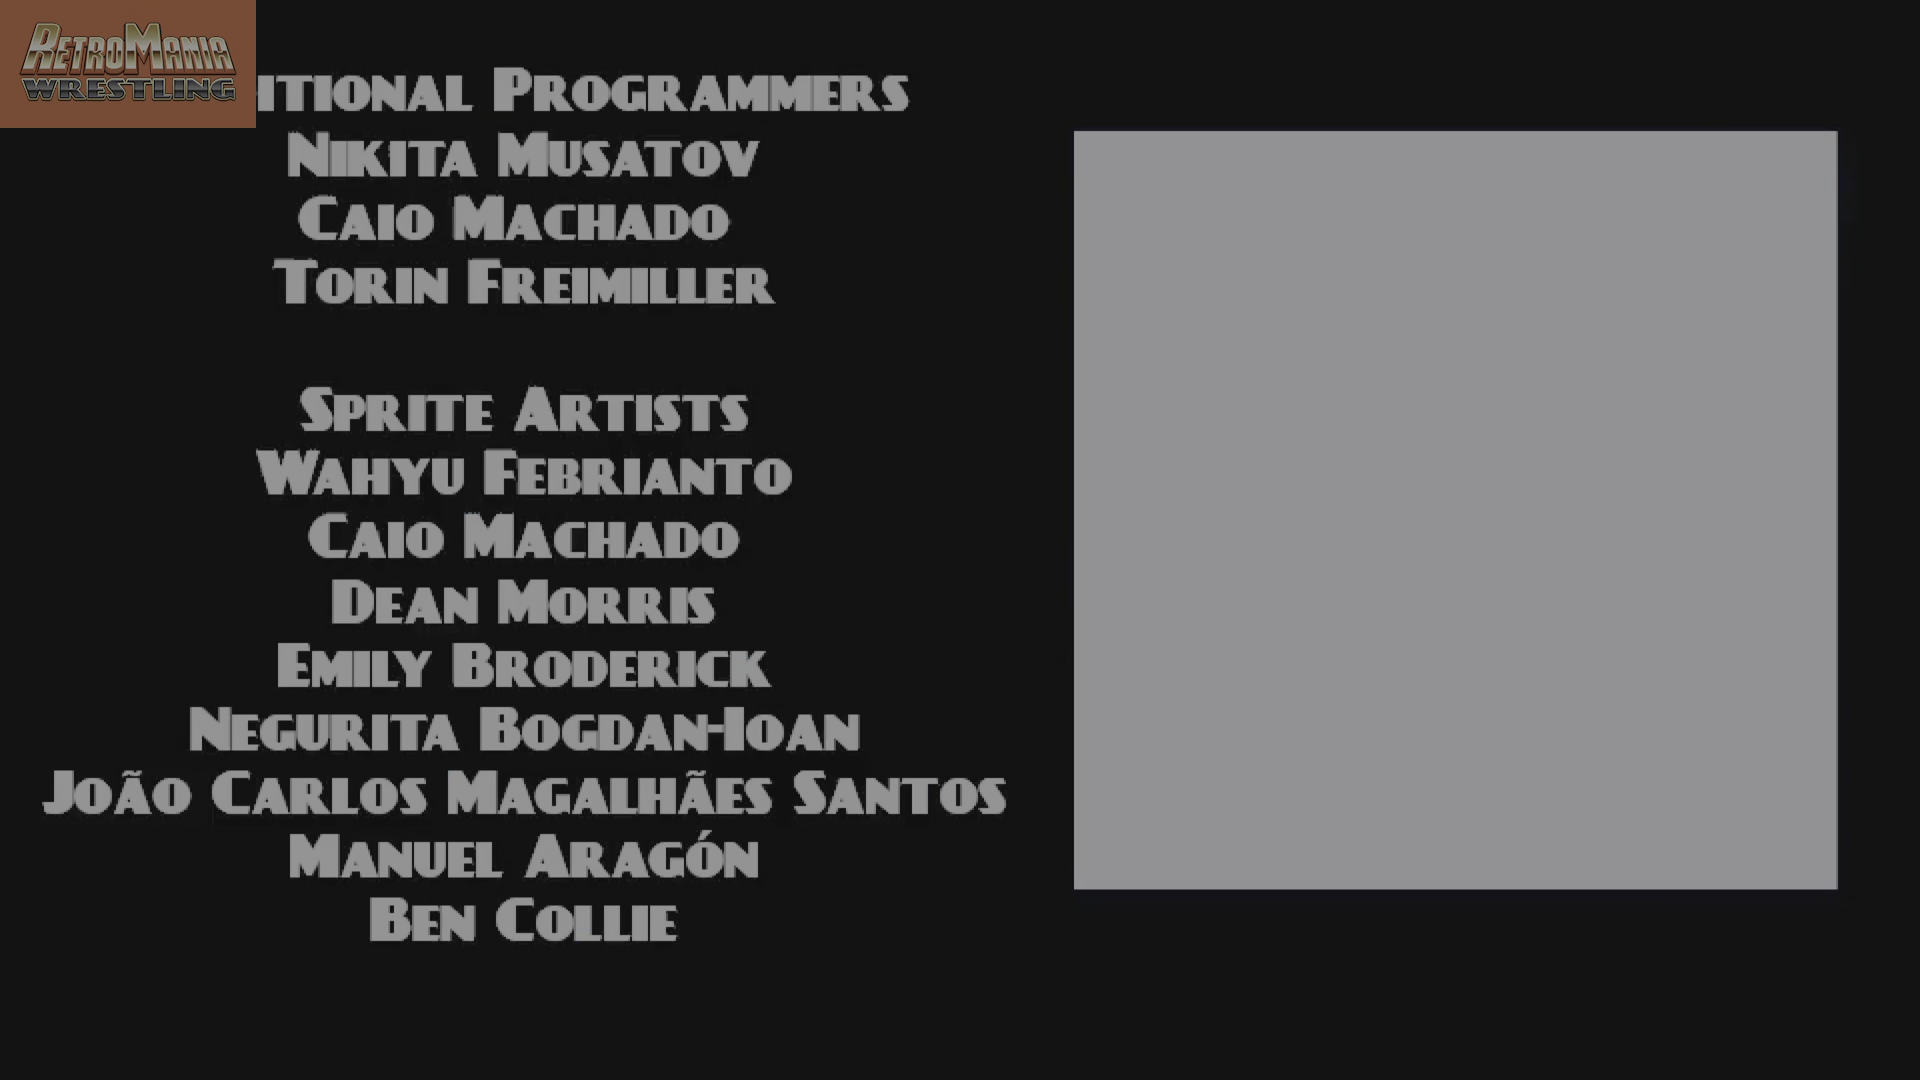 RetroMania
Wrestling
itional Programmers
Nikita Musatov
Caio Machado
Torin Freimiller
Sprite Artists
Wahyu Febrianto
Caio Machado
Dean Morris
Emily Broderick
Negurita Bogdan-Ioan
João Carlos Magalhães Santos
Manuel Aragón
Ben Collie